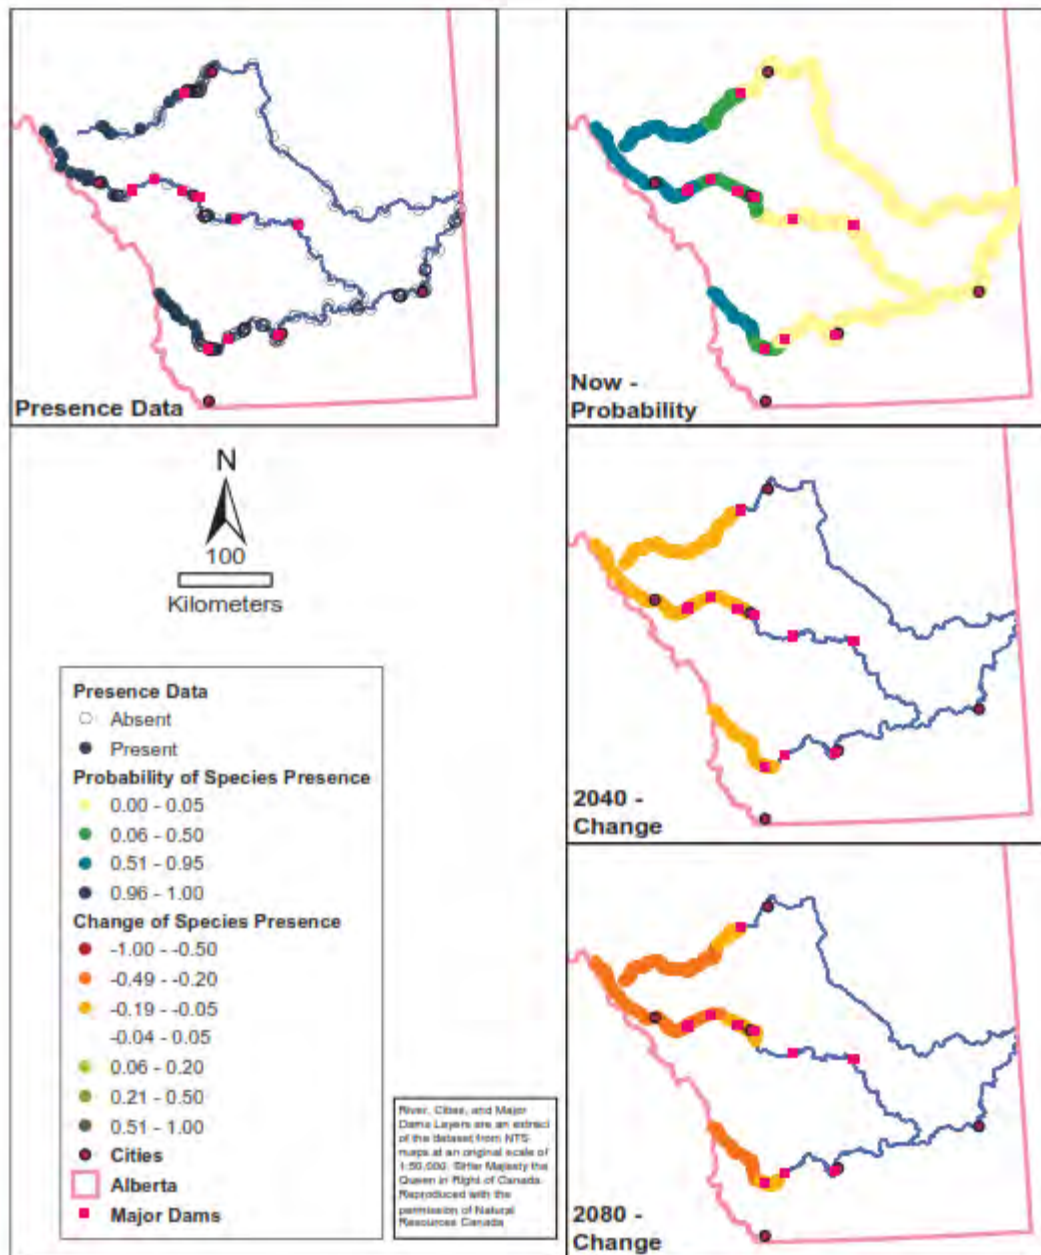 Presence Data
Now -
Probability
N
100
Kilometers
2040 -
Change
2080 -
Change
Presence Data
Absent
Present
Probability of Species Presence
0.00 - 0.05
0.06 - 0.50
0.51 - 0.95
0.96 - 1.00
Change of Species Presence
-1.00 - -0.50
-0.49 - -0.20
-0.19 - -0.05
-0.04 - 0.05
0.06 - 0.20
0.21 - 0.50
0.51 - 1.00
Cities
Alberta
Major Dams
River, Cities, and Major
Dams Layers are an extract
of the dataset from NTS
maps at an original scale of
1:50,000. ©Her Majesty the
Queen in Right of Canada.
Reproduced with the
permission of Natural
Resources Canada